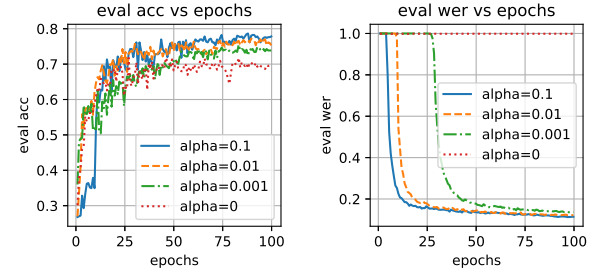 eval acc vs epochs
eval acc
0.8
0.7
0.6
0.5
0.4
0.3
alpha=0.1
alpha=0.01
alpha=0.001
alpha=0
0 25 50 75 100
epochs
eval wer vs epochs
eval wer
1.0
0.8
0.6
0.4
0.2
alpha=0.1
alpha=0.01
alpha=0.001
alpha=0
0 25 50 75 100
epochs